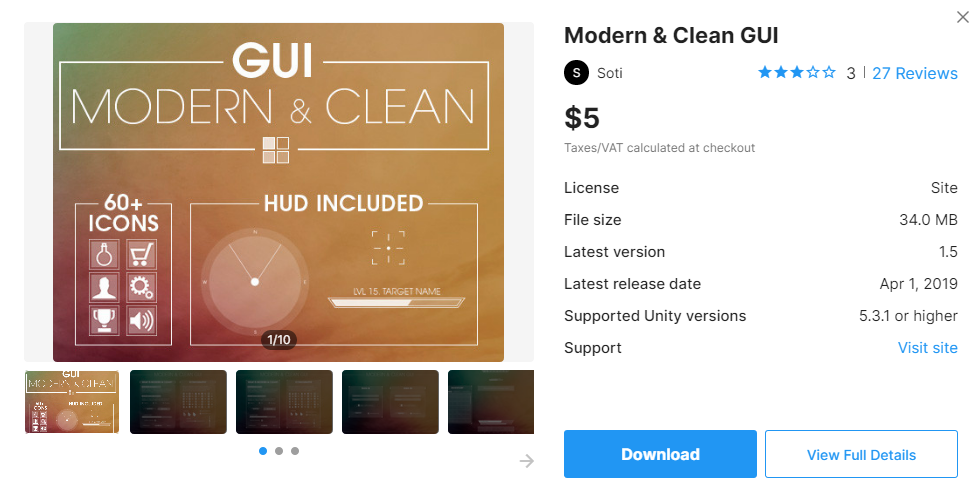 GUI
MODERN & CLEAN
60+
ICONS
HUD INCLUDED
N
W
E
S
LVL 15. TARGET NAME
1/10
GUI
MODERN & CLEAN
60+
ICONS
HUD INCLUDED
Modern & Clean GUI
S Soti
3 | 27 Reviews
$5
Taxes/VAT calculated at checkout
License Site
File size 34.0 MB
Latest version 1.5
Latest release date Apr 1, 2019
Supported Unity versions 5.3.1 or higher
Support Visit site
Download
View Full Details